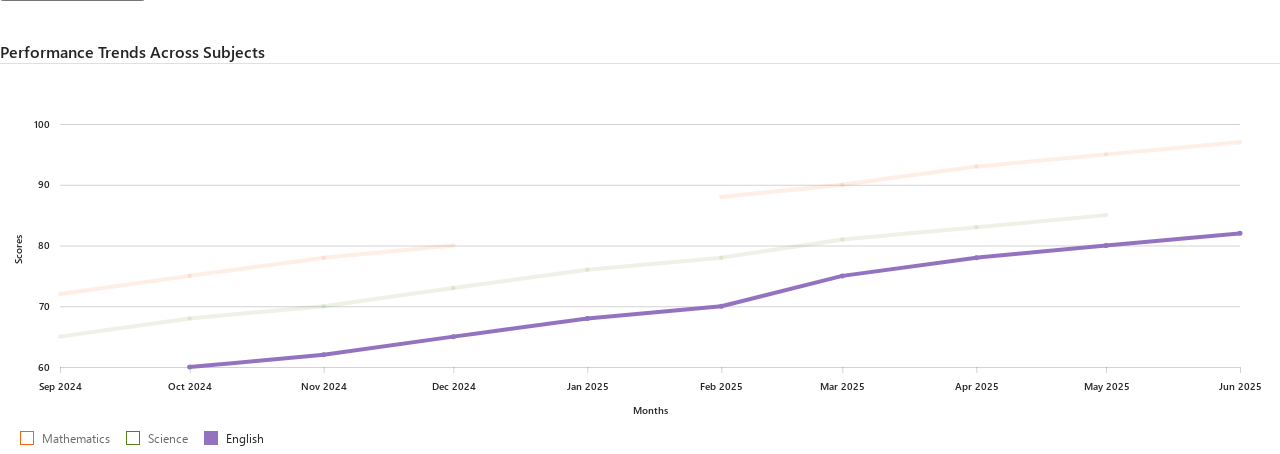 Performance Trends Across Subjects
100
90
80
70
60
Scores
Sep 2024 Oct 2024 Nov 2024 Dec 2024 Jan 2025 Feb 2025 Mar 2025 Apr 2025 May 2025 Jun 2025
Months
Mathematics Science English